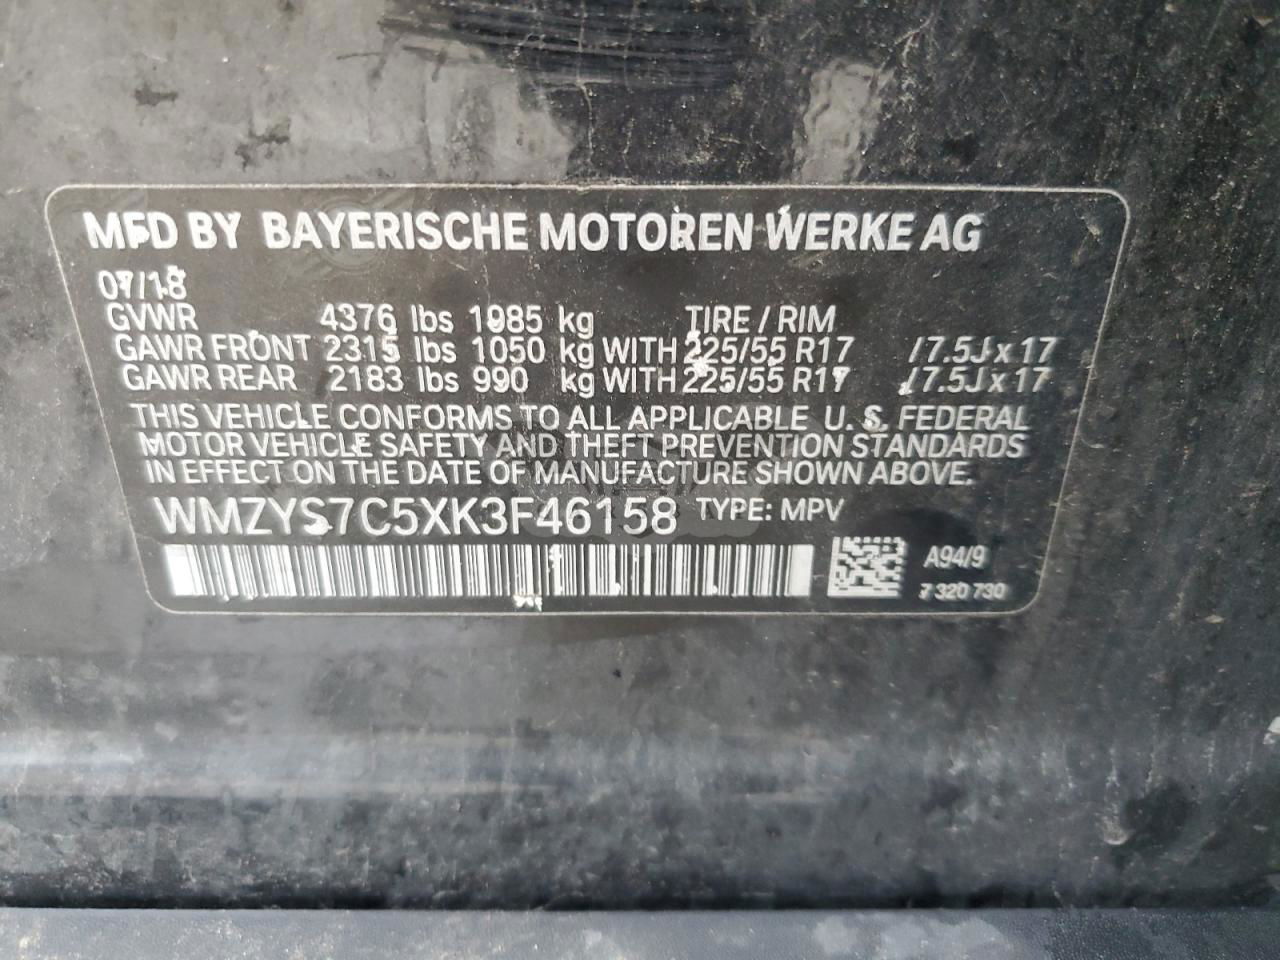 MFD BY BAYERISCHE MOTOREN WERKE AG
07/18
GVWR 4376 lbs 1985 kg TIRE / RIM
GAWR FRONT 2315 lbs 1050 kg WITH 225/55 R17 / 7.5J x 17
GAWR REAR 2183 lbs 990 kg WITH 225/55 R17 / 7.5J x 17
THIS VEHICLE CONFORMS TO ALL APPLICABLE U. S. FEDERAL
MOTOR VEHICLE SAFETY AND THEFT PREVENTION STANDARDS
IN EFFECT ON THE DATE OF MANUFACTURE SHOWN ABOVE.
WMZYS7C5XK3F46158 TYPE: MPV
A94/9
7 320 730